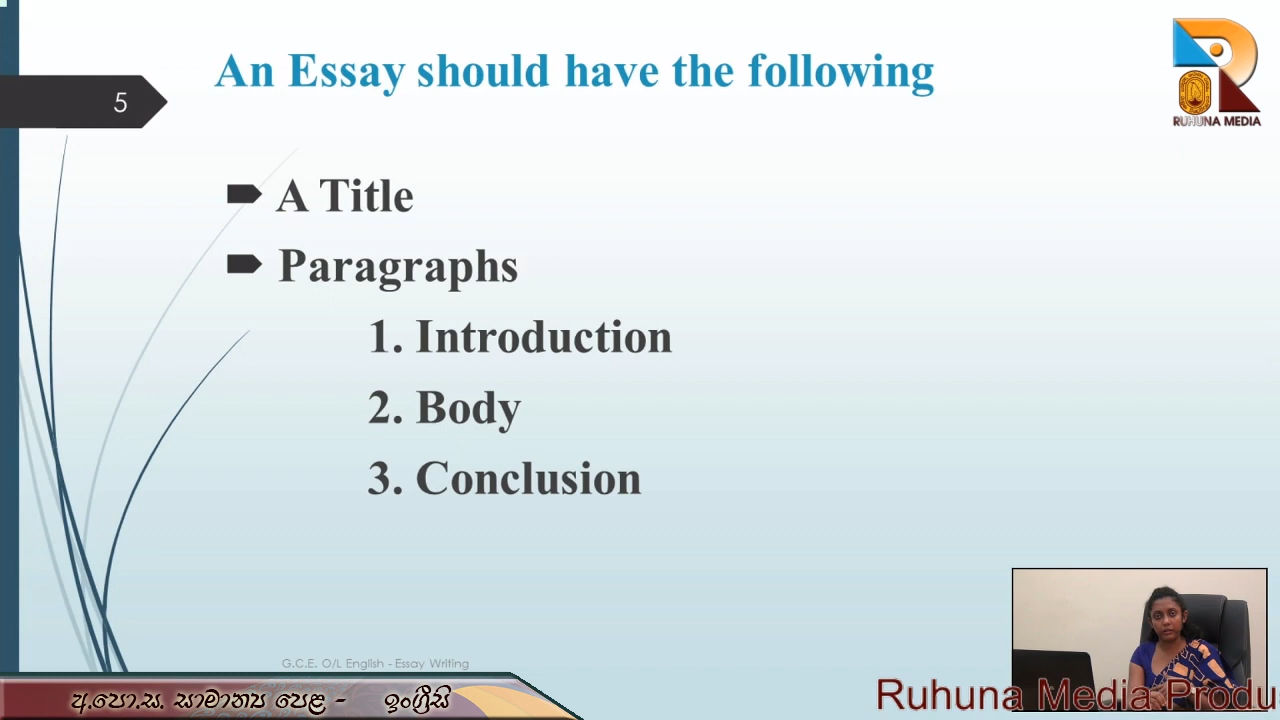 An Essay should have the following
5
RUHUNA MEDIA
A Title
Paragraphs
1. Introduction
2. Body
3. Conclusion
G.C.E. O/L English - Essay Writing
අ.පො.ස. සාමාන්‍ය පෙළ - ඉංග්‍රීසි
Ruhuna Media Produ